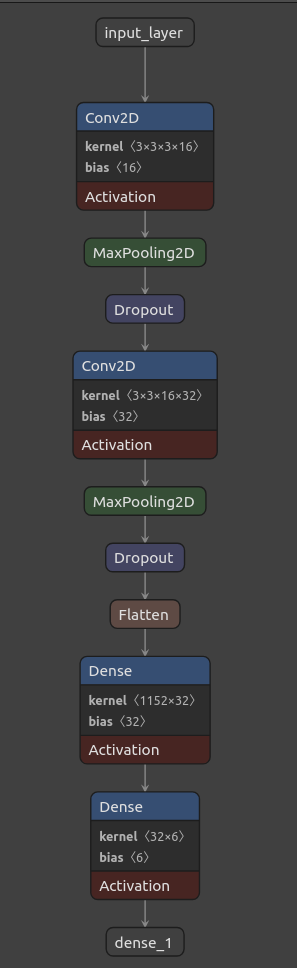 input_layer
Conv2D
kernel〈3×3×3×16〉
bias〈16〉
Activation
MaxPooling2D
Dropout
Conv2D
kernel〈3×3×16×32〉
bias〈32〉
Activation
MaxPooling2D
Dropout
Flatten
Dense
kernel〈1152×32〉
bias〈32〉
Activation
Dense
kernel〈32×6〉
bias〈6〉
Activation
dense_1